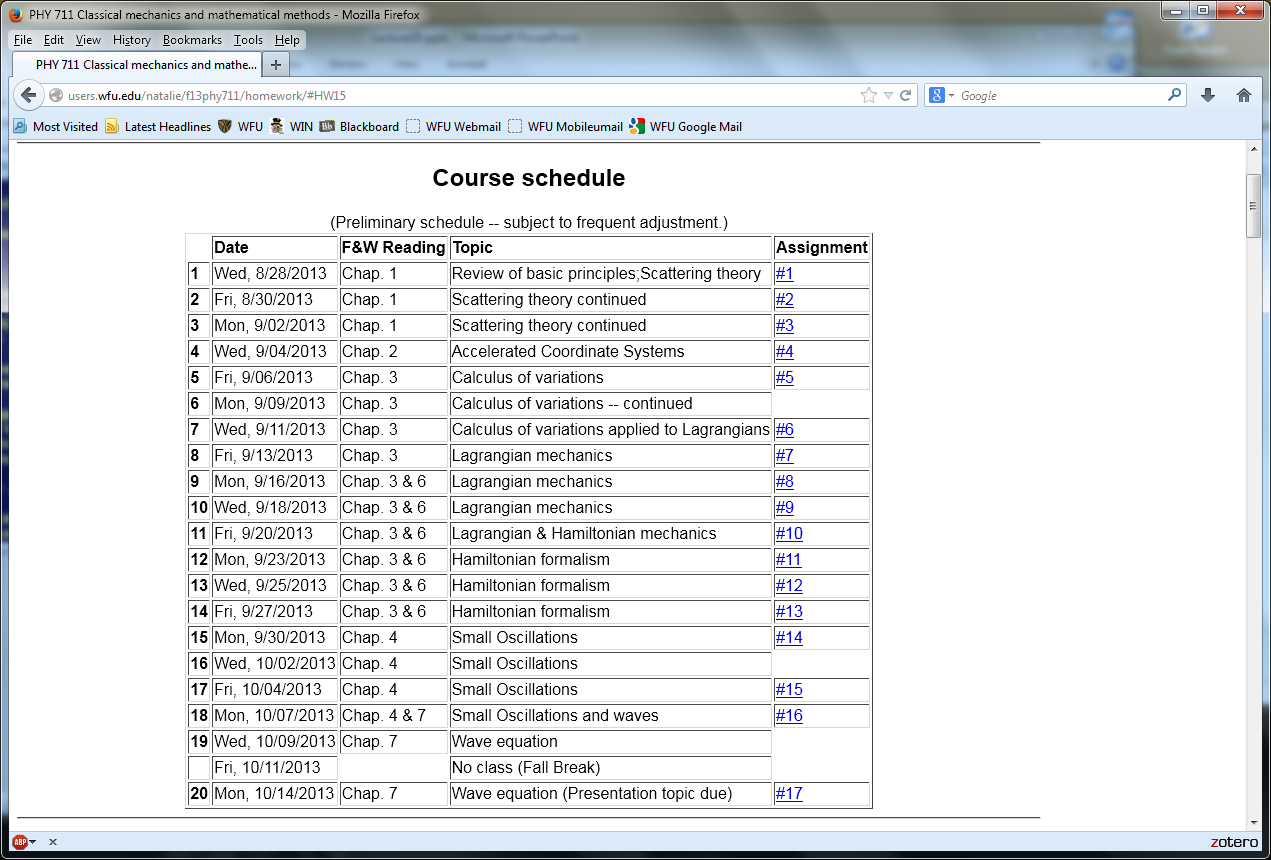 PHY 711 Classical mechanics and mathematical methods - Mozilla Firefox
File Edit View History Bookmarks Tools Help
PHY 711 Classical mechanics and mathe... +
users.wfu.edu/natalie/f13phy711/homework/#HW15 8 Google
Most Visited Latest Headlines WFU WIN Bb Blackboard WFU Webmail WFU Mobileumail WFU Google Mail
Course schedule
(Preliminary schedule -- subject to frequent adjustment.)
Date F&W Reading Topic Assignment
1 Wed, 8/28/2013 Chap. 1 Review of basic principles;Scattering theory #1
2 Fri, 8/30/2013 Chap. 1 Scattering theory continued #2
3 Mon, 9/02/2013 Chap. 1 Scattering theory continued #3
4 Wed, 9/04/2013 Chap. 2 Accelerated Coordinate Systems #4
5 Fri, 9/06/2013 Chap. 3 Calculus of variations #5
6 Mon, 9/09/2013 Chap. 3 Calculus of variations -- continued
7 Wed, 9/11/2013 Chap. 3 Calculus of variations applied to Lagrangians #6
8 Fri, 9/13/2013 Chap. 3 Lagrangian mechanics #7
9 Mon, 9/16/2013 Chap. 3 & 6 Lagrangian mechanics #8
10 Wed, 9/18/2013 Chap. 3 & 6 Lagrangian mechanics #9
11 Fri, 9/20/2013 Chap. 3 & 6 Lagrangian & Hamiltonian mechanics #10
12 Mon, 9/23/2013 Chap. 3 & 6 Hamiltonian formalism #11
13 Wed, 9/25/2013 Chap. 3 & 6 Hamiltonian formalism #12
14 Fri, 9/27/2013 Chap. 3 & 6 Hamiltonian formalism #13
15 Mon, 9/30/2013 Chap. 4 Small Oscillations #14
16 Wed, 10/02/2013 Chap. 4 Small Oscillations
17 Fri, 10/04/2013 Chap. 4 Small Oscillations #15
18 Mon, 10/07/2013 Chap. 4 & 7 Small Oscillations and waves #16
19 Wed, 10/09/2013 Chap. 7 Wave equation
Fri, 10/11/2013 No class (Fall Break)
20 Mon, 10/14/2013 Chap. 7 Wave equation (Presentation topic due) #17
ABP x zotero